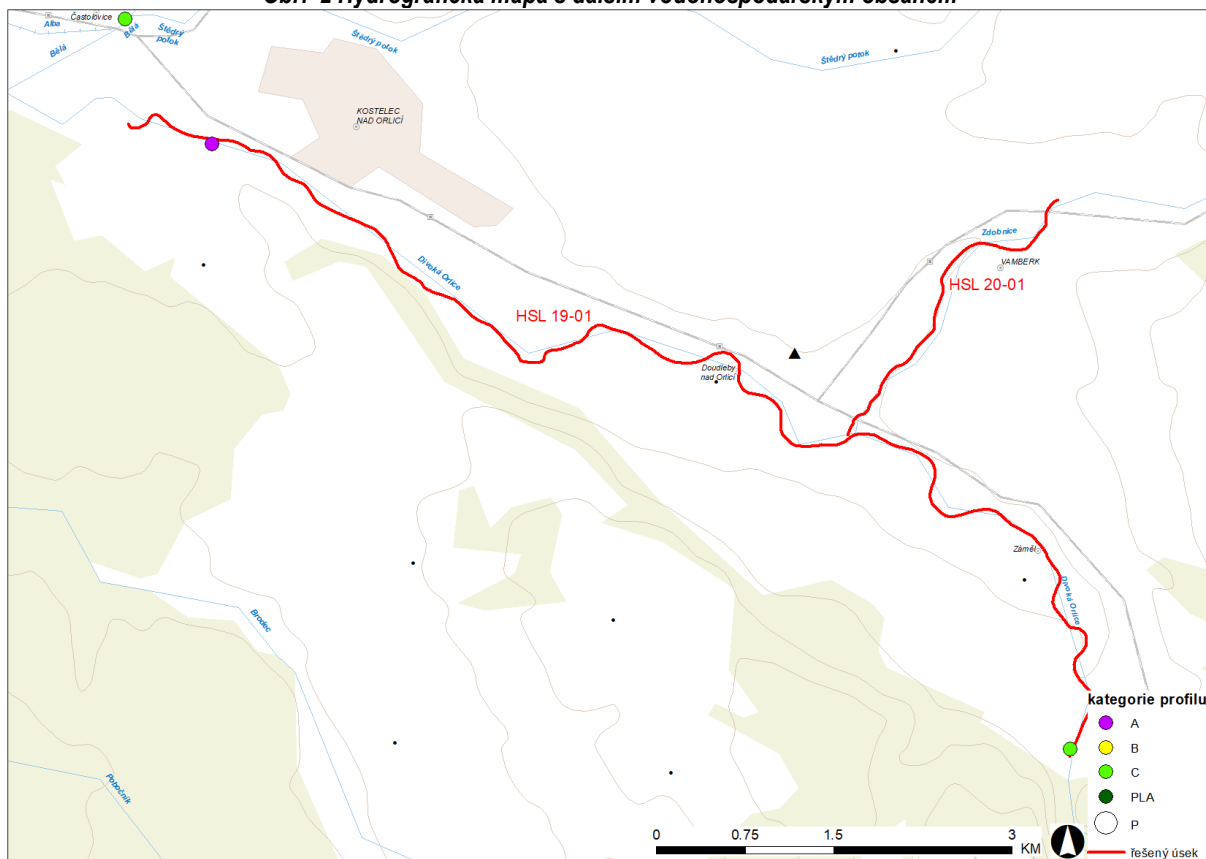 Obr.1-2 Hydrografická mapa s dalším vodohospodářským obsahem
Častolovice
Alba
Bělá
Bělá
Štědrý
potok
Štědrý potok
Štědrý potok
KOSTELEC
NAD ORLICÍ
Divoká Orlice
HSL 19-01
Zdobnice
VAMBERK
HSL 20-01
Doudleby
nad Orlicí
Záměl
Divoká Orlice
Brodec
Pobočník
kategorie profilu
A
B
C
PLA
P
řešený úsek
0
0.75
1.5
3
KM